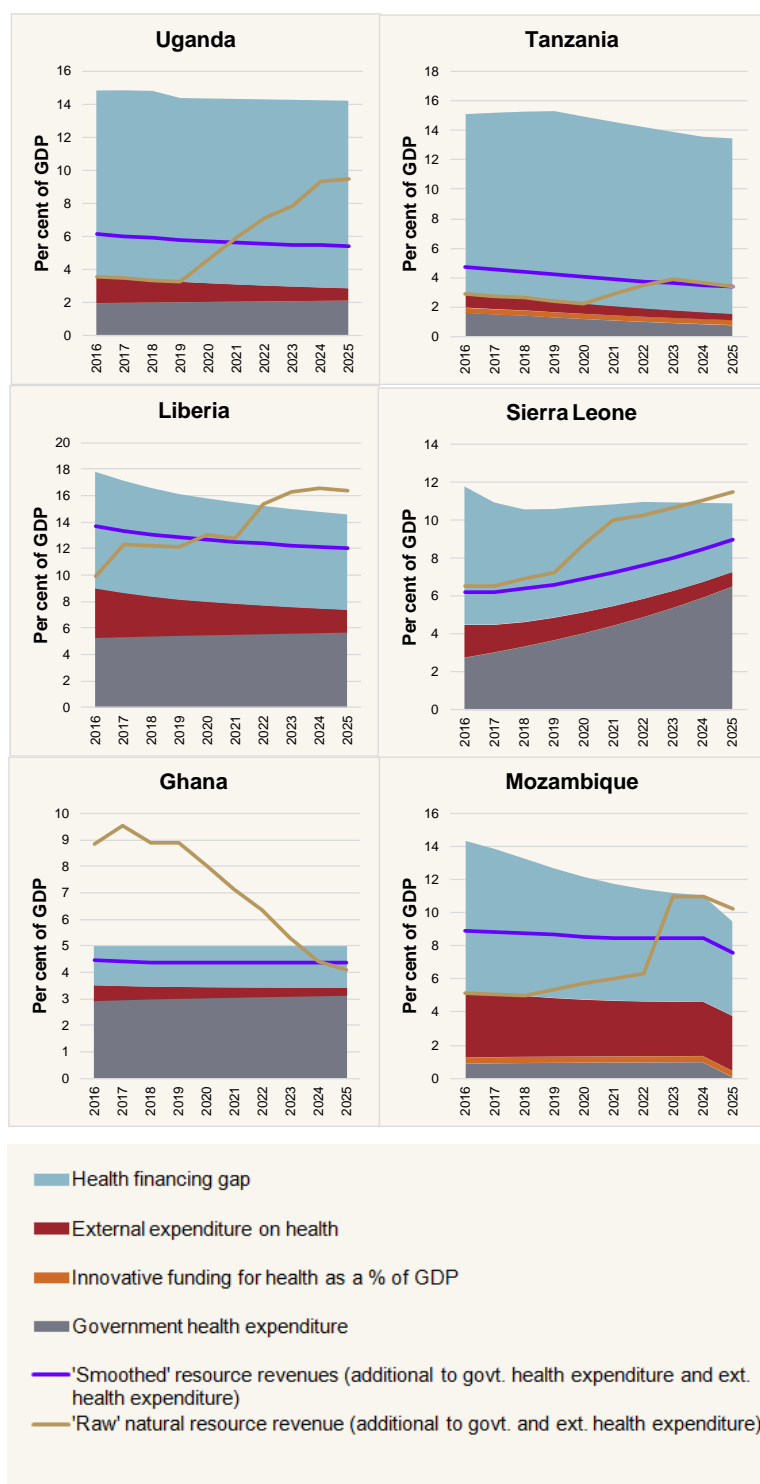 Uganda
Per cent of GDP
16
14
12
10
8
6
4
2
0
2016 2017 2018 2019 2020 2021 2022 2023 2024 2025
Tanzania
Per cent of GDP
18
16
14
12
10
8
6
4
2
0
2016 2017 2018 2019 2020 2021 2022 2023 2024 2025
Liberia
Per cent of GDP
20
18
16
14
12
10
8
6
4
2
0
2016 2017 2018 2019 2020 2021 2022 2023 2024 2025
Sierra Leone
Per cent of GDP
14
12
10
8
6
4
2
0
2016 2017 2018 2019 2020 2021 2022 2023 2024 2025
Ghana
Per cent of GDP
10
9
8
7
6
5
4
3
2
1
0
2016 2017 2018 2019 2020 2021 2022 2023 2024 2025
Mozambique
Per cent of GDP
16
14
12
10
8
6
4
2
0
2016 2017 2018 2019 2020 2021 2022 2023 2024 2025
Health financing gap
External expenditure on health
Innovative funding for health as a % of GDP
Government health expenditure
'Smoothed' resource revenues (additional to govt. health expenditure and ext.
health expenditure)
'Raw' natural resource revenue (additional to govt. and ext. health expenditure)